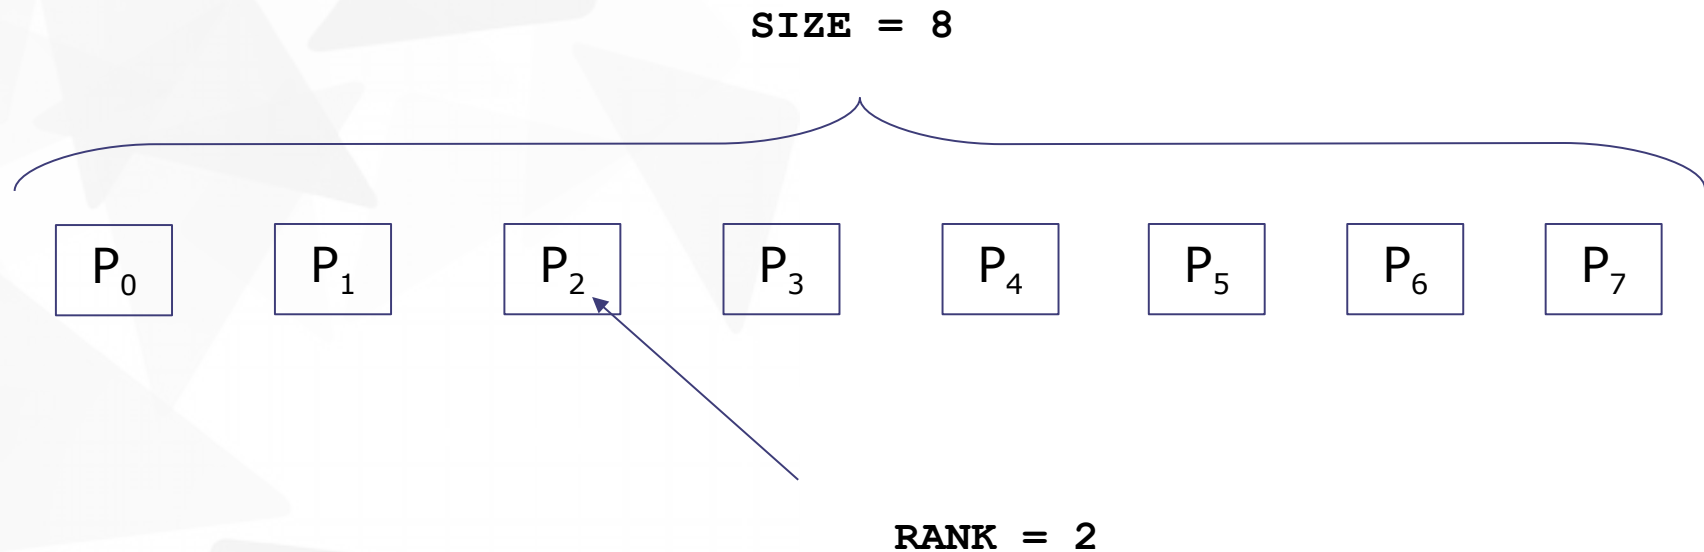 SIZE = 8
P₀ P₁ P₂ P₃ P₄ P₅ P₆ P₇
RANK = 2